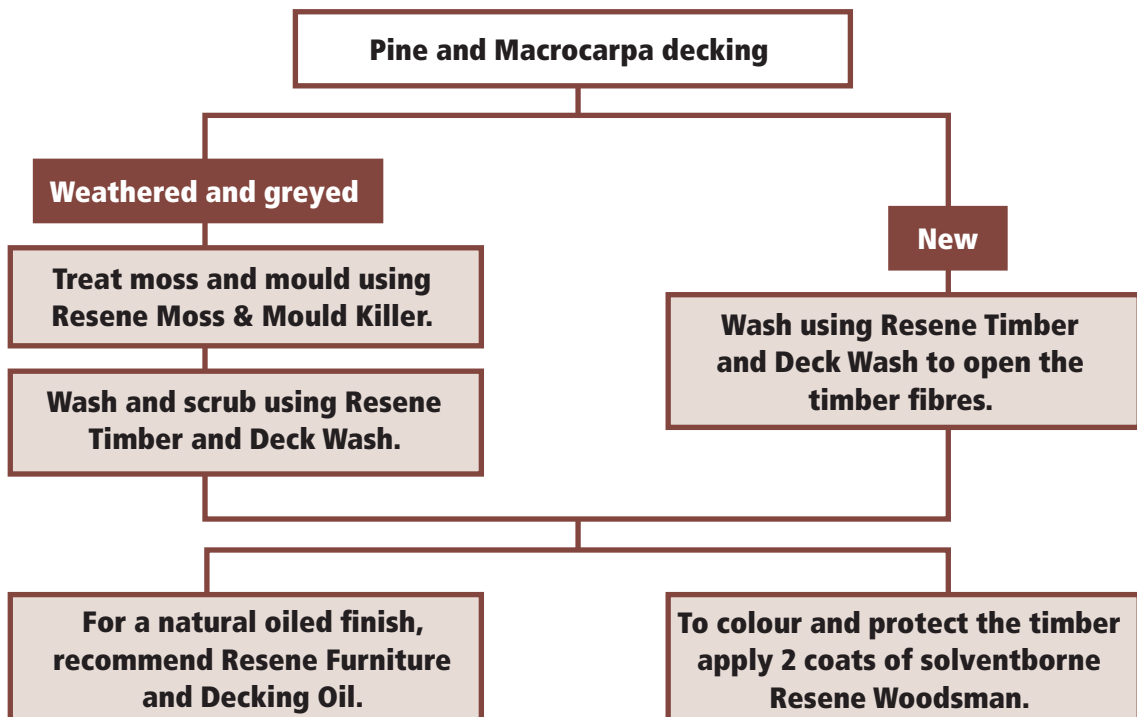 Pine and Macrocarpa decking
Weathered and greyed
Treat moss and mould using
Resene Moss & Mould Killer.
Wash and scrub using Resene
Timber and Deck Wash.
New
Wash using Resene Timber
and Deck Wash to open the
timber fibres.
For a natural oiled finish,
recommend Resene Furniture
and Decking Oil.
To colour and protect the timber
apply 2 coats of solventborne
Resene Woodsman.